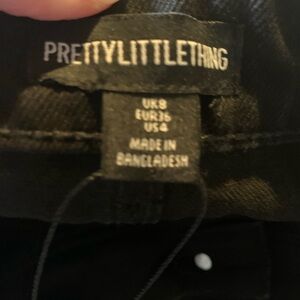 PRETTYLITTLETHING
UK8
EUR36
US4
MADE IN
BANGLADESH